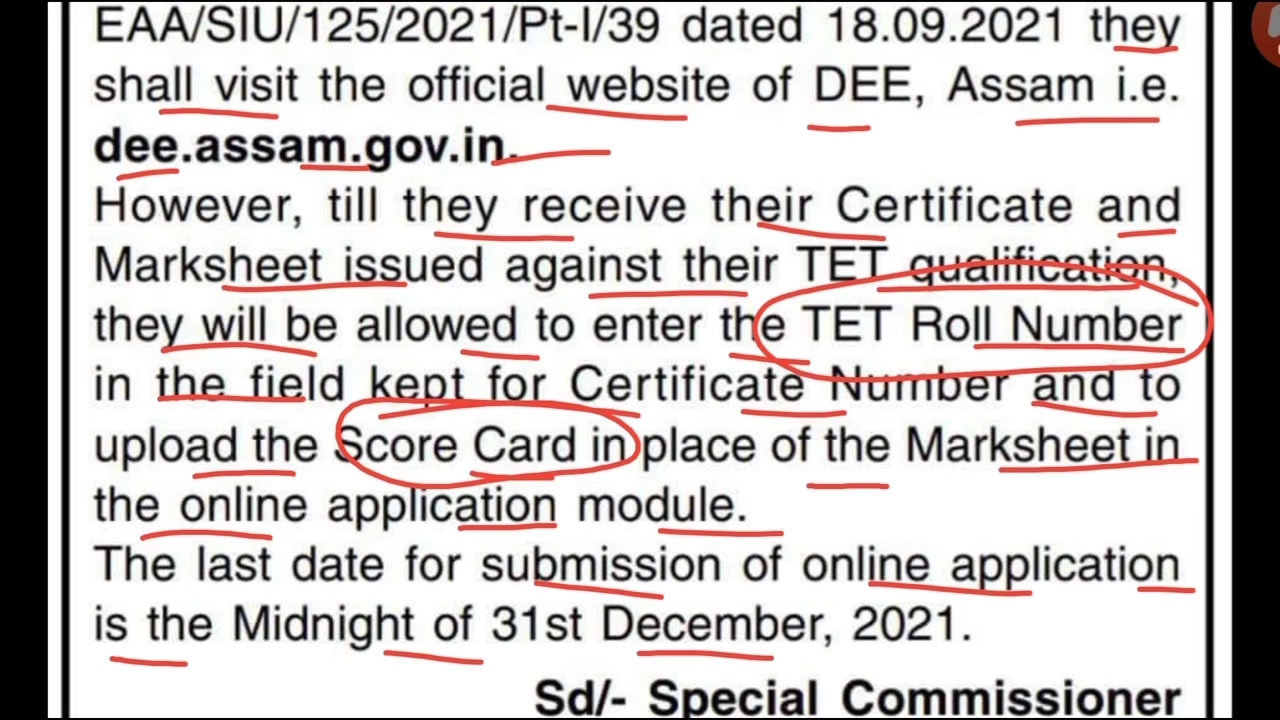 EAA/SIU/125/2021/Pt-I/39 dated 18.09.2021 they
shall visit the official website of DEE, Assam i.e.
dee.assam.gov.in.
However, till they receive their Certificate and
Marksheet issued against their TET qualification,
they will be allowed to enter the TET Roll Number
in the field kept for Certificate Number and to
upload the Score Card in place of the Marksheet in
the online application module.
The last date for submission of online application
is the Midnight of 31st December, 2021.
Sd/- Special Commissioner